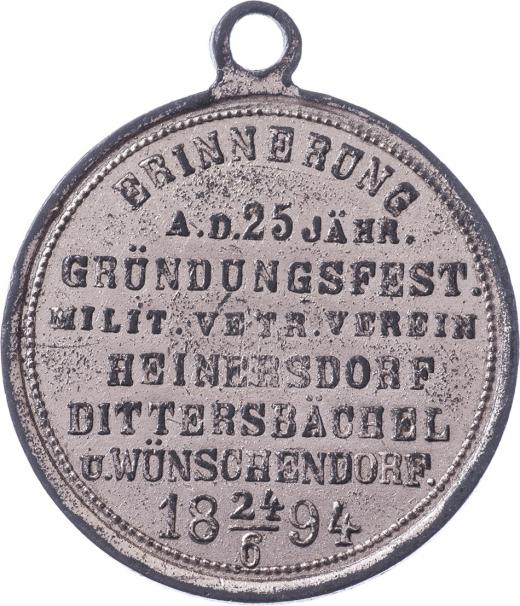 ERINNERUNG
A.D.25 JÄHR.
GRÜNDUNGSFEST.
MILIT.VETR.VEREIN
HEINERSDORF
DITTERSBÄCHEL
U.WÜNSCHENDORF.
18 24/6 94